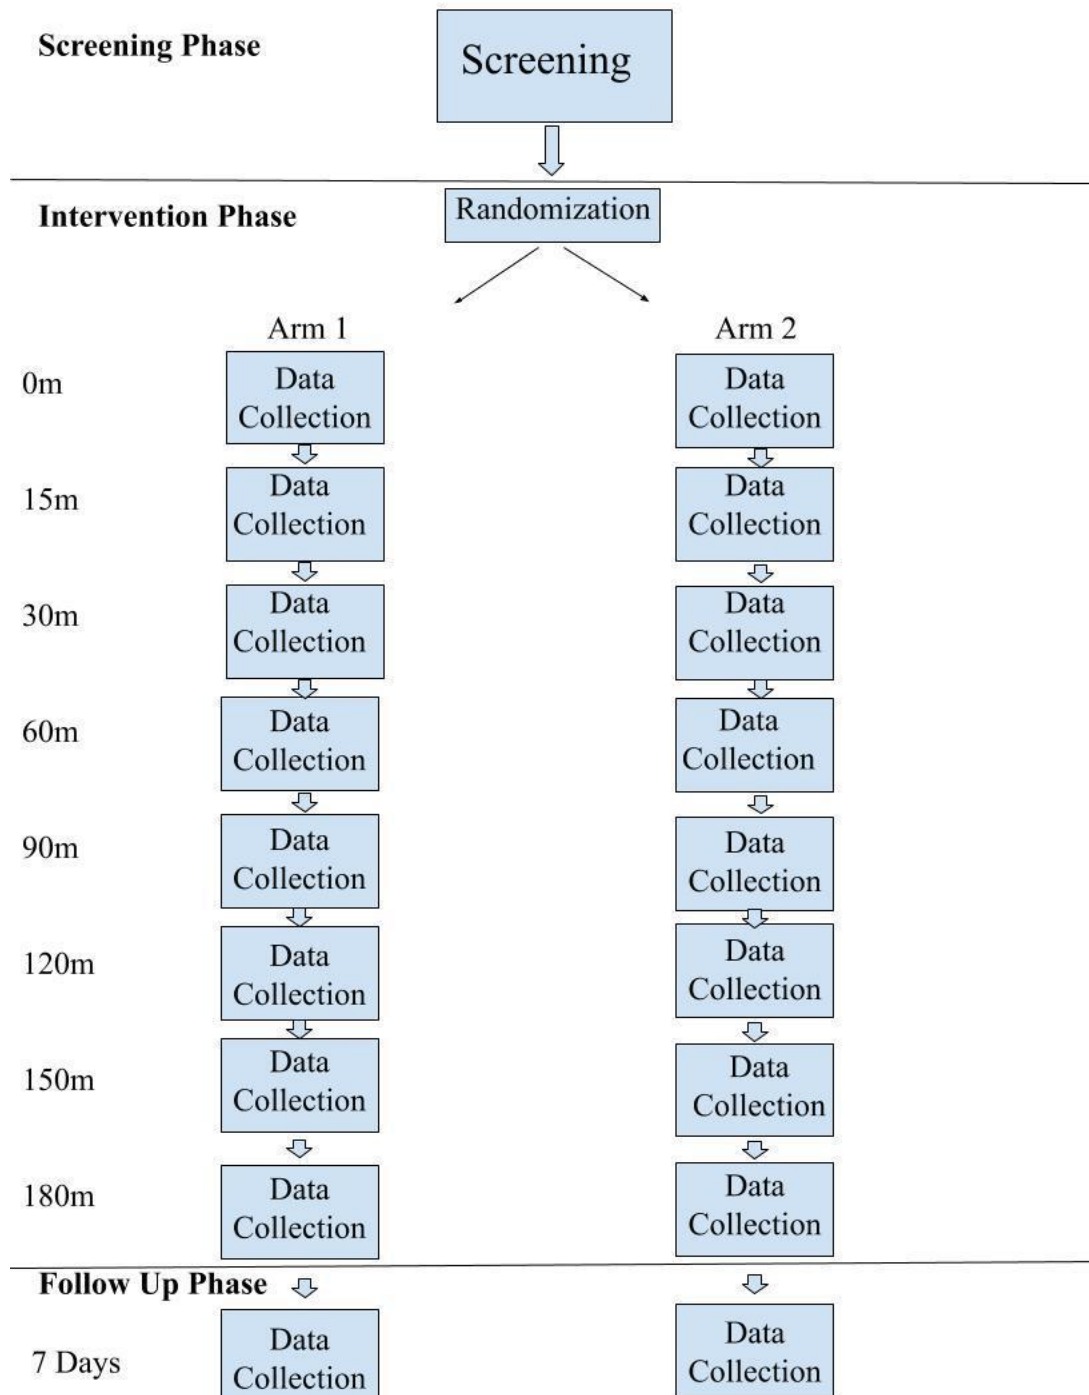 Screening Phase
Screening
Intervention Phase
Randomization
Arm 1
Arm 2
0m
Data
Collection
Data
Collection
15m
Data
Collection
Data
Collection
30m
Data
Collection
Data
Collection
60m
Data
Collection
Data
Collection
90m
Data
Collection
Data
Collection
120m
Data
Collection
Data
Collection
150m
Data
Collection
Data
Collection
180m
Data
Collection
Data
Collection
Follow Up Phase
7 Days
Data
Collection
Data
Collection